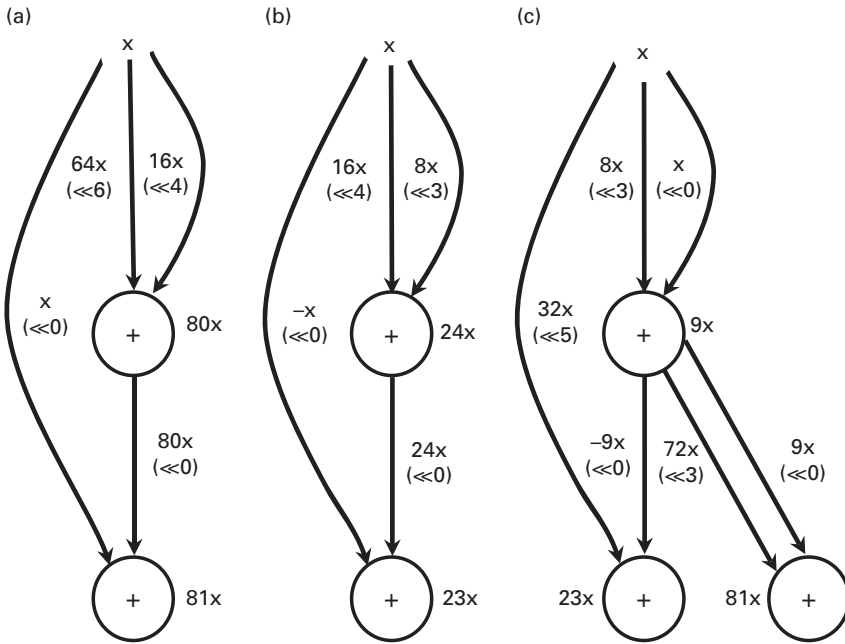 (a)
x
64x
(≪6)
16x
(≪4)
x
(≪0)
+
80x
80x
(≪0)
+
81x
(b)
x
16x
(≪4)
8x
(≪3)
–x
(≪0)
+
24x
24x
(≪0)
+
23x
(c)
x
8x
(≪3)
x
(≪0)
32x
(≪5)
+
9x
–9x
(≪0)
72x
(≪3)
9x
(≪0)
23x
+
81x
+